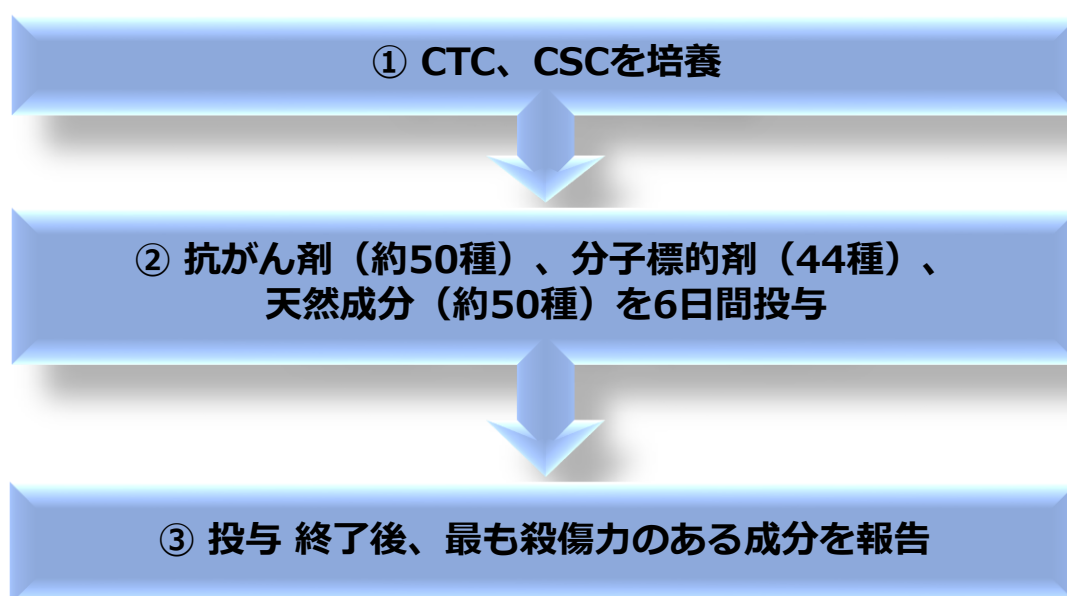 ① CTC、CSCを培養
② 抗がん剤（約50種）、分子標的剤（44種）、
天然成分（約50種）を6日間投与
③ 投与 終了後、最も殺傷力のある成分を報告